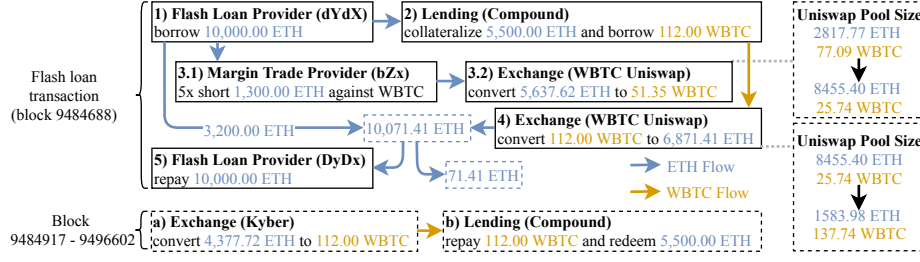 1) Flash Loan Provider (dYdX)
borrow 10,000.00 ETH
2) Lending (Compound)
collateralize 5,500.00 ETH and borrow 112.00 WBTC
Uniswap Pool Size
2817.77 ETH
77.09 WBTC
8455.40 ETH
25.74 WBTC
Flash loan
transaction
(block 9484688)
3.1) Margin Trade Provider (bZx)
5x short 1,300.00 ETH against WBTC
3.2) Exchange (WBTC Uniswap)
convert 5,637.62 ETH to 51.35 WBTC
3,200.00 ETH
10,071.41 ETH
4) Exchange (WBTC Uniswap)
convert 112.00 WBTC to 6,871.41 ETH
Uniswap Pool Size
8455.40 ETH
25.74 WBTC
1583.98 ETH
137.74 WBTC
5) Flash Loan Provider (DyDx)
repay 10,000.00 ETH
71.41 ETH
ETH Flow
WBTC Flow
Block
9484917 - 9496602
a) Exchange (Kyber)
convert 4,377.72 ETH to 112.00 WBTC
b) Lending (Compound)
repay 112.00 WBTC and redeem 5,500.00 ETH